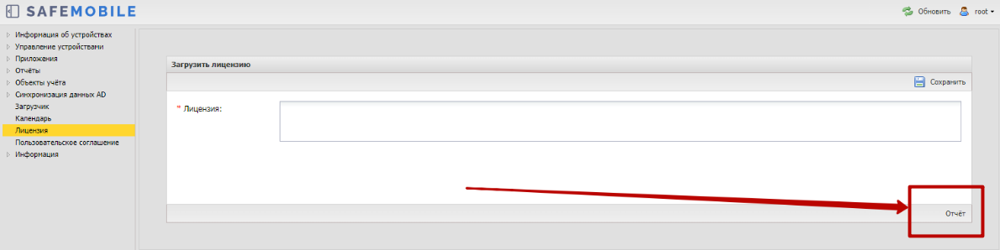 SAFEMOBILE
Обновить root
Информация об устройствах
Управление устройствами
Приложения
Отчёты
Объекты учёта
Синхронизация данных AD
Загрузчик
Календарь
Лицензия
Пользовательское соглашение
Информация
Загрузить лицензию
Сохранить
* Лицензия:
Отчёт